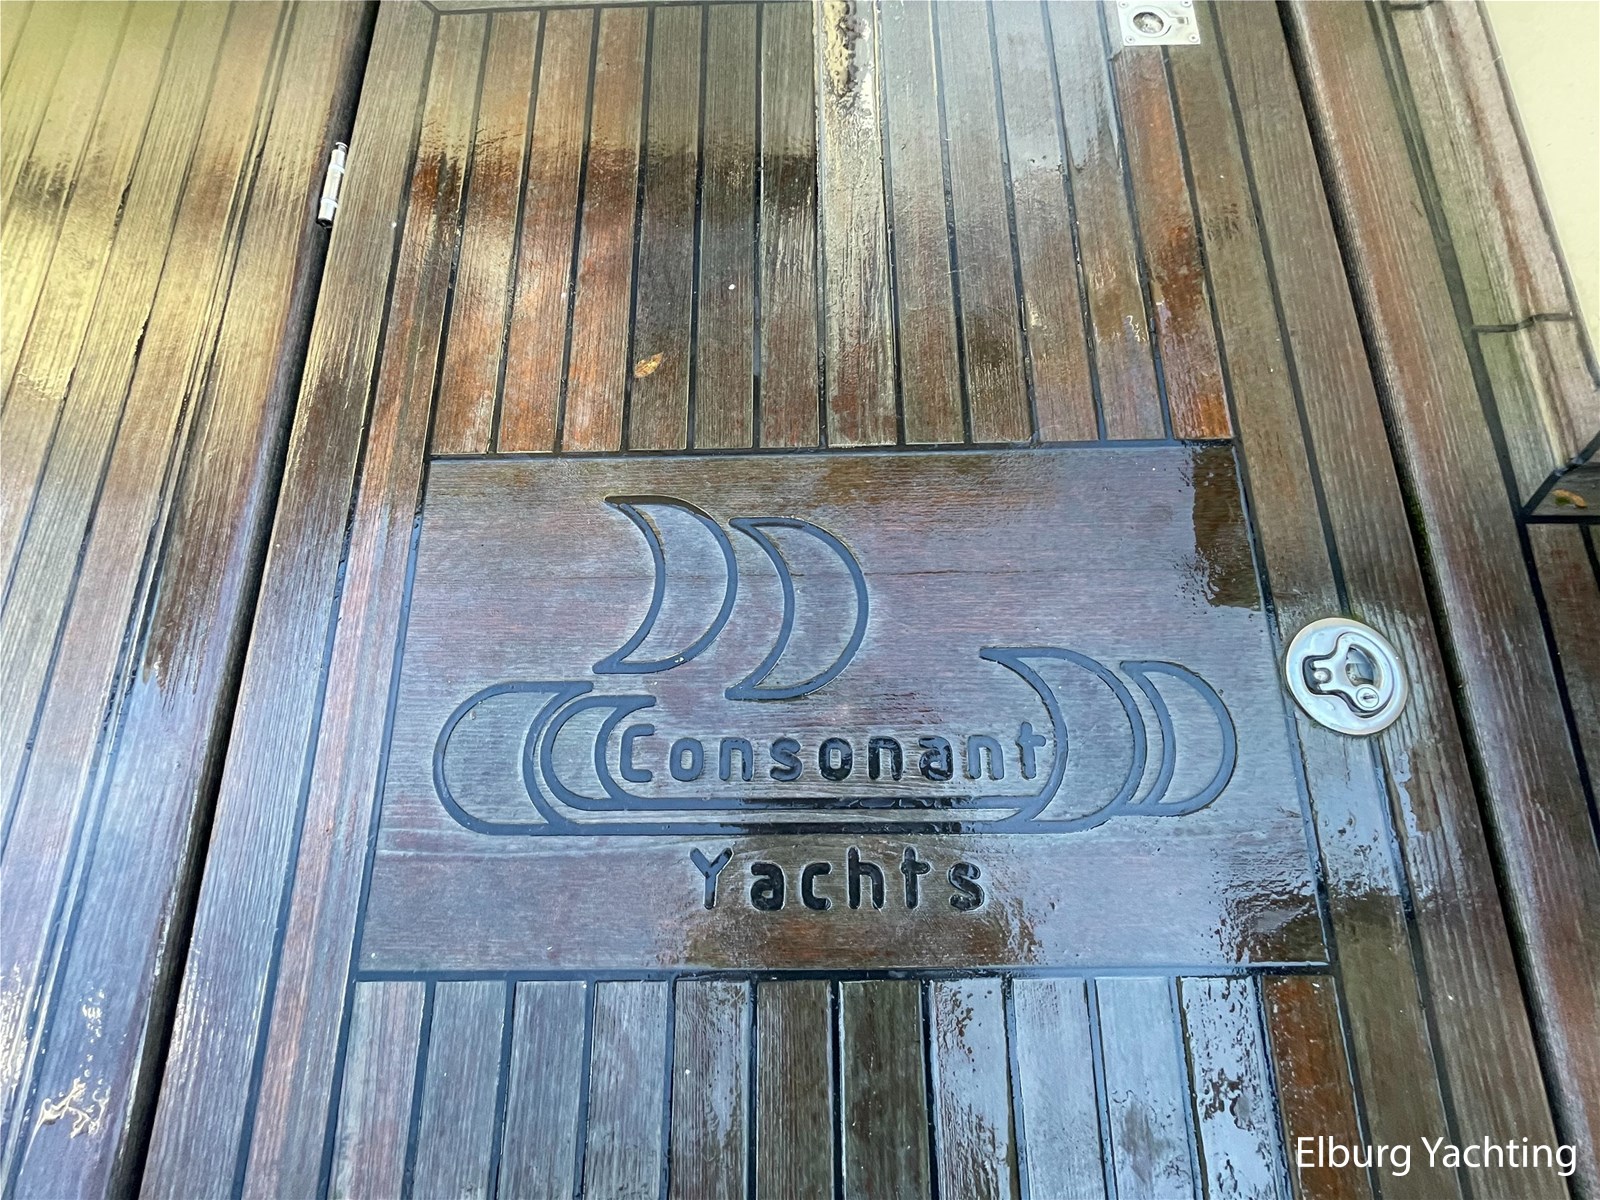 Consonant
Yachts
Elburg Yachting